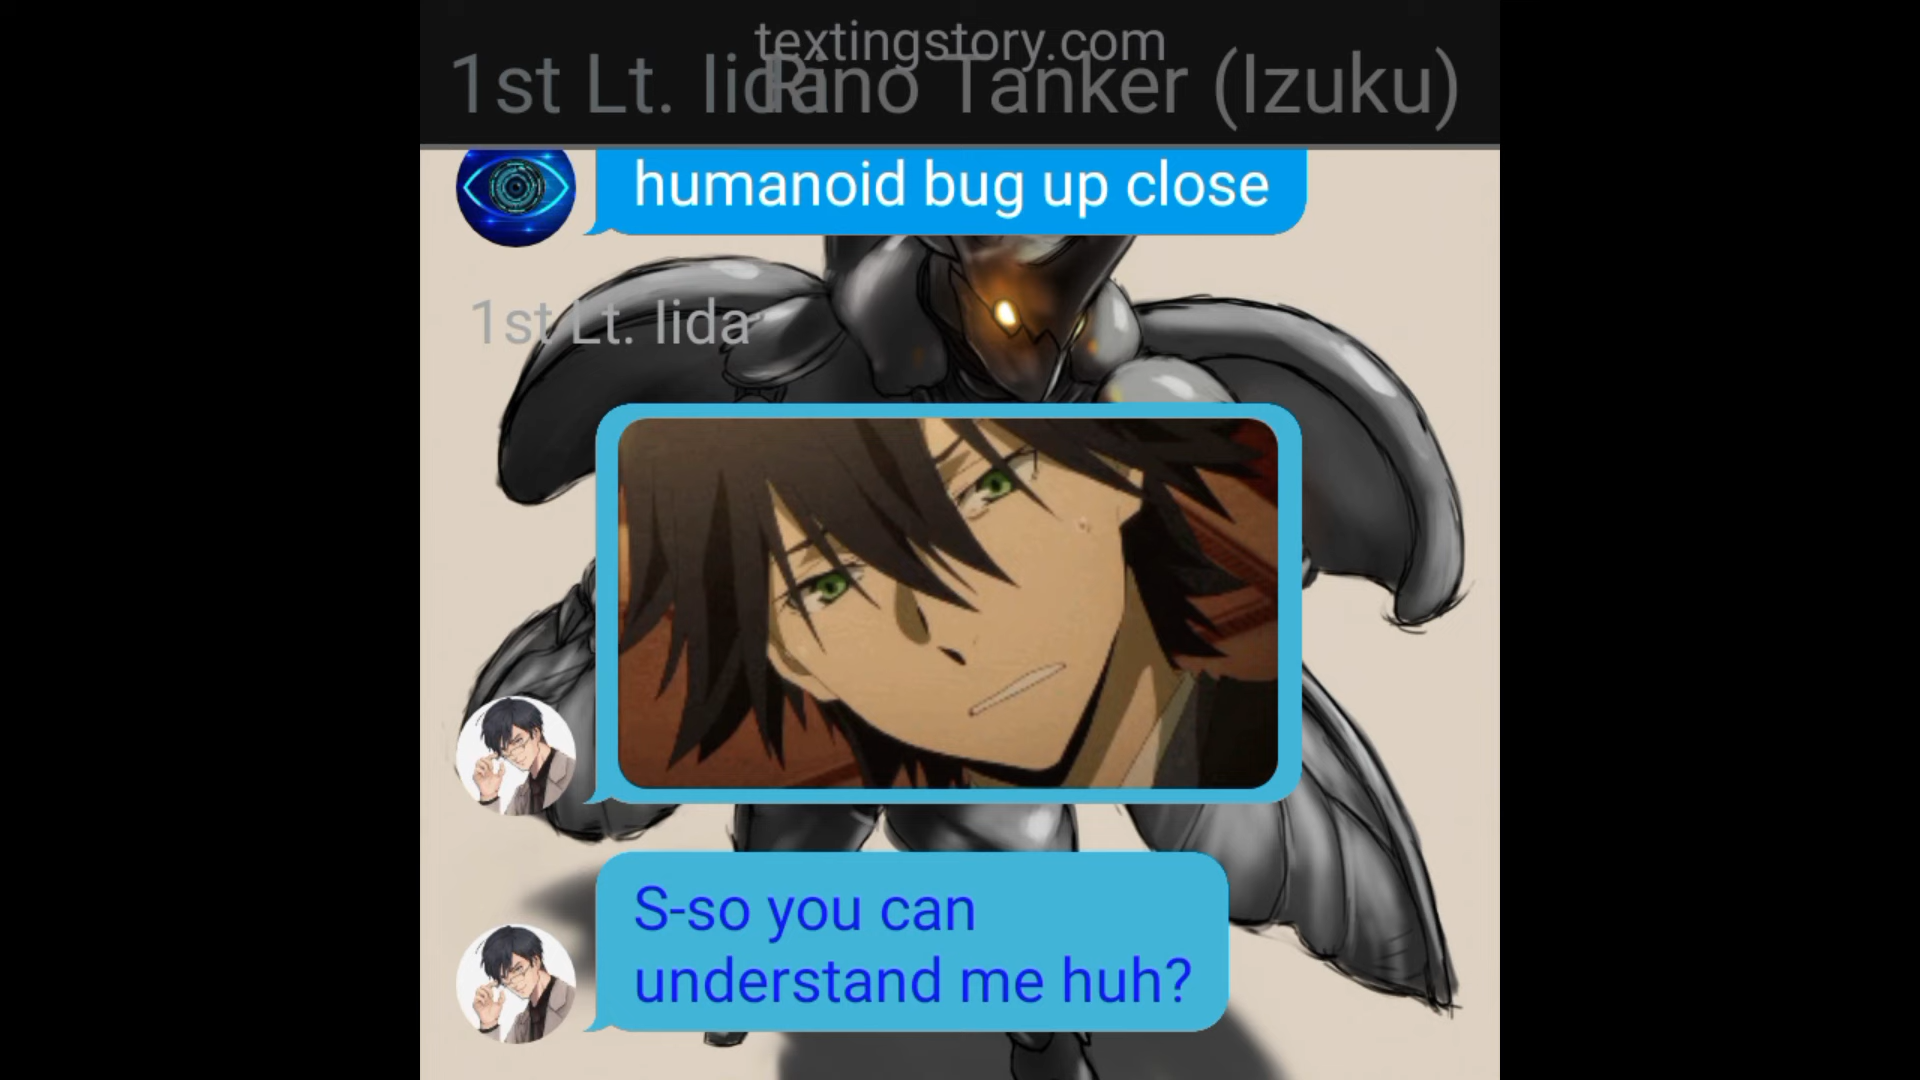 textingstory.com
1st Lt. Iida
Rino Tanker (Izuku)
humanoid bug up close
1st Lt. Iida
S-so you can
understand me huh?